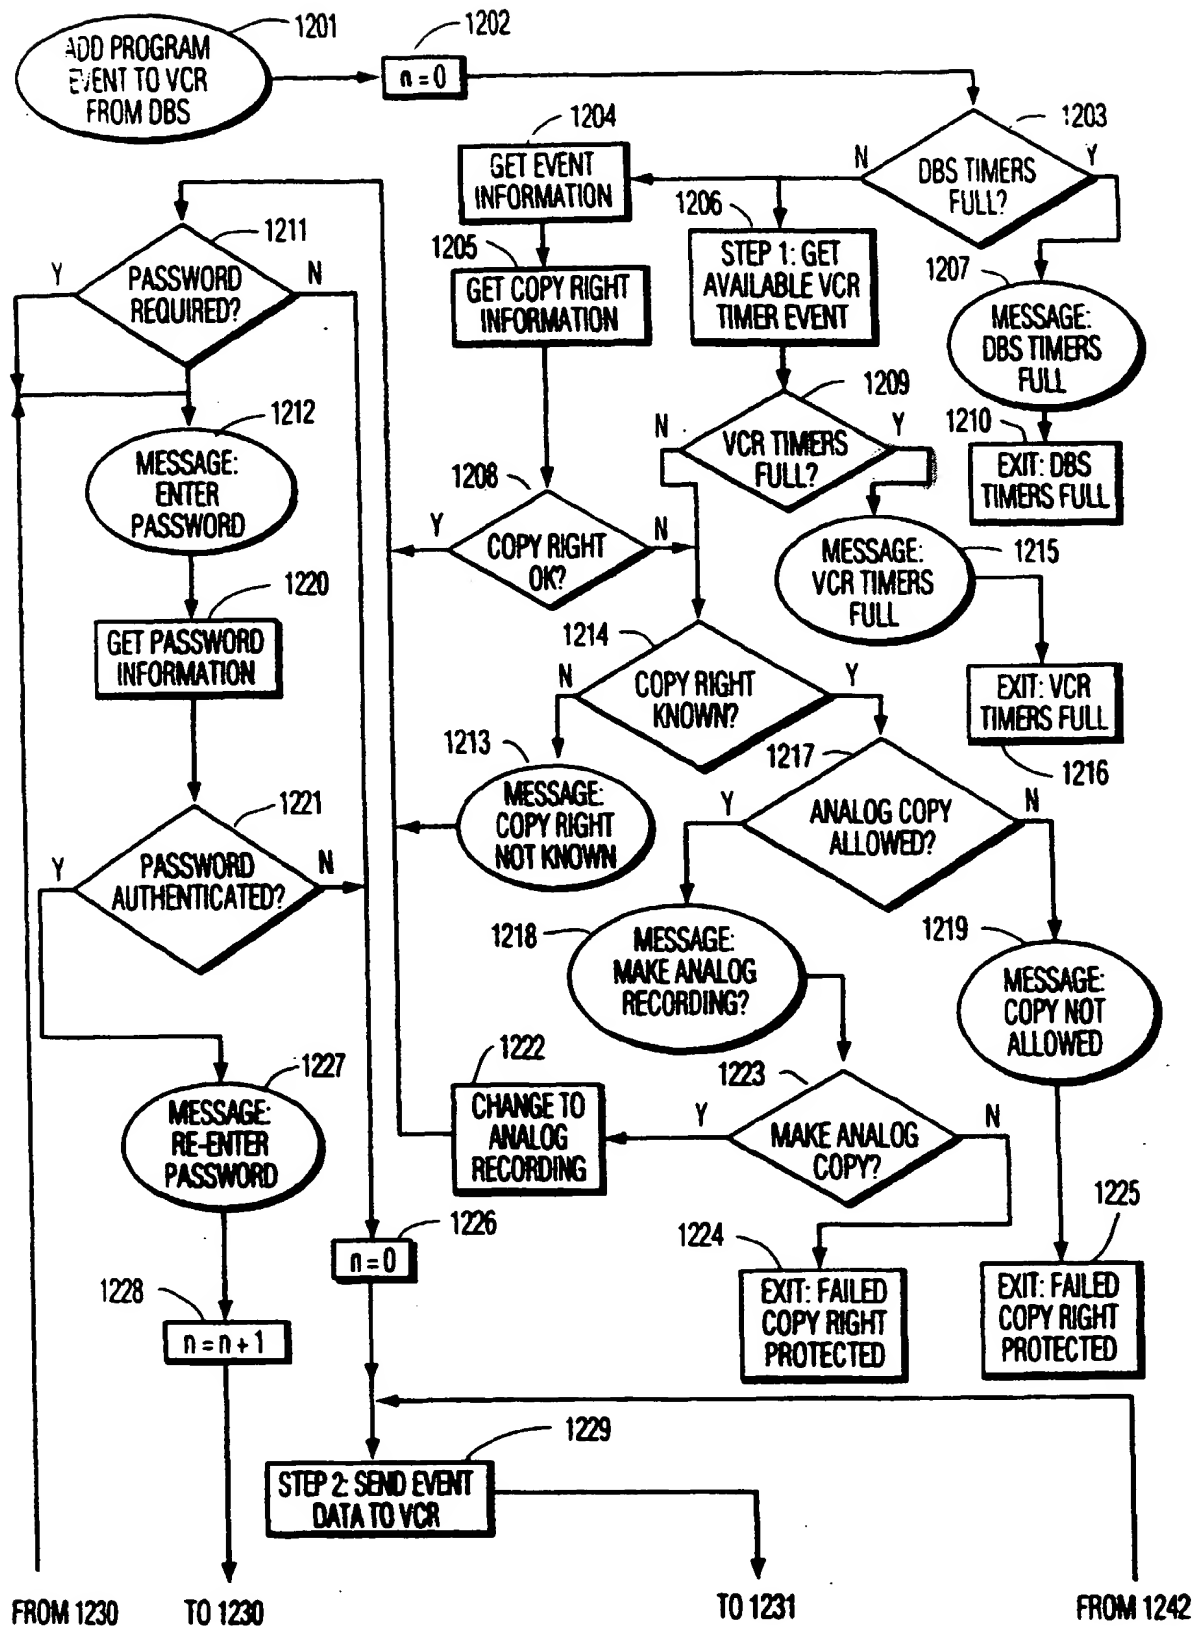 1201
ADD PROGRAM
EVENT TO VCR
FROM DBS
1202
n=0
1203
DBS TIMERS
FULL?
N
Y
1204
GET EVENT
INFORMATION
1205
GET COPY RIGHT
INFORMATION
1206
STEP 1: GET
AVAILABLE VCR
TIMER EVENT
1207
MESSAGE:
DBS TIMERS
FULL
1210
EXIT: DBS
TIMERS FULL
1211
PASSWORD
REQUIRED?
Y
N
1212
MESSAGE:
ENTER
PASSWORD
1208
COPY RIGHT
OK?
Y
N
1209
VCR TIMERS
FULL?
N
Y
1215
MESSAGE:
VCR TIMERS
FULL
EXIT: VCR
TIMERS FULL
1216
1220
GET PASSWORD
INFORMATION
1214
COPY RIGHT
KNOWN?
N
Y
1213
MESSAGE:
COPY RIGHT
NOT KNOWN
1217
ANALOG COPY
ALLOWED?
Y
N
1221
PASSWORD
AUTHENTICATED?
Y
N
1218
MESSAGE:
MAKE ANALOG
RECORDING?
1219
MESSAGE:
COPY NOT
ALLOWED
1222
CHANGE TO
ANALOG
RECORDING
1223
MAKE ANALOG
COPY?
Y
N
1227
MESSAGE:
RE-ENTER
PASSWORD
1224
EXIT: FAILED
COPY RIGHT
PROTECTED
1225
EXIT: FAILED
COPY RIGHT
PROTECTED
1226
n=0
1228
n=n+1
1229
STEP 2: SEND EVENT
DATA TO VCR
FROM 1230
TO 1230
TO 1231
FROM 1242